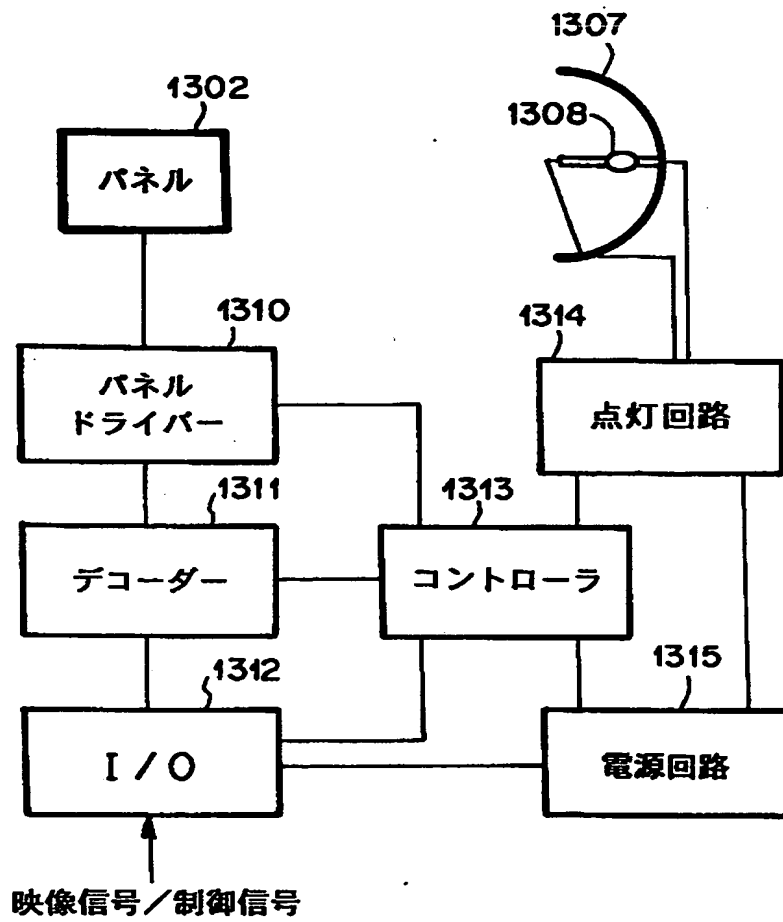 1307
1302
1308
パネル
1310
1314
パネル
ドライバー
点灯回路
1311
1313
デコーダー
コントローラ
1312
1315
I/O
電源回路
映像信号/制御信号